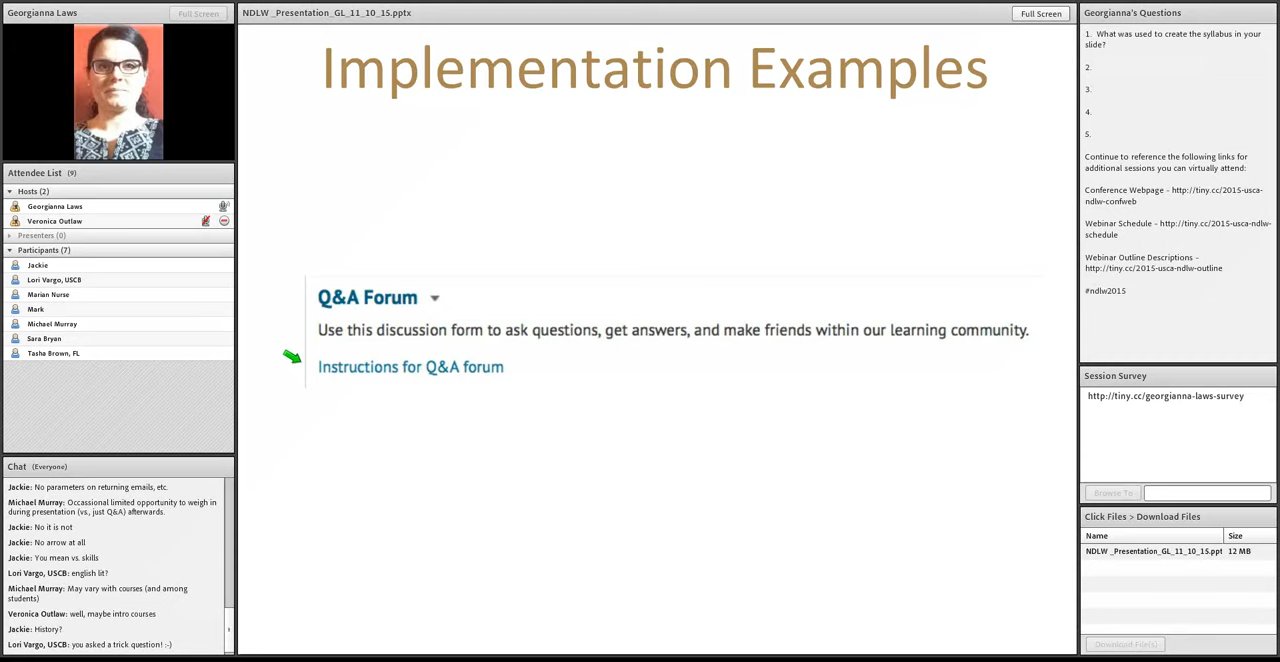 Georgianna Laws
Full Screen
Attendee List (9)
Hosts (2)
Georgianna Laws
Veronica Outlaw
Presenters (0)
Participants (7)
Jackie
Lori Vargo, USCB
Marian Nurse
Mark
Michael Murray
Sara Bryan
Tasha Brown, FL
Chat (Everyone)
Jackie: No parameters on returning emails, etc.
Michael Murray: Occassional limited opportunity to weigh in
during presentation (vs., just Q&A) afterwards.
Jackie: No it is not
Jackie: No arrow at all
Jackie: You mean vs. skills
Lori Vargo, USCB: english lit?
Michael Murray: May vary with courses (and among
students)
Veronica Outlaw: well, maybe intro courses
Jackie: History?
Lori Vargo, USCB: you asked a trick question! :-)
NDLW _Presentation_GL_11_10_15.pptx
Full Screen
Implementation Examples
Q&A Forum
Use this discussion form to ask questions, get answers, and make friends within our learning community.
Instructions for Q&A forum
Georgianna's Questions
1. What was used to create the syllabus in your
slide?
2.
3.
4.
5.
Continue to reference the following links for
additional sessions you can virtually attend:
Conference Webpage - http://tiny.cc/2015-usca-
ndlw-confweb
Webinar Schedule - http://tiny.cc/2015-usca-ndlw-
schedule
Webinar Outline Descriptions -
http://tiny.cc/2015-usca-ndlw-outline
#ndlw2015
Session Survey
http://tiny.cc/georgianna-laws-survey
Browse To
Click Files > Download Files
Name Size
NDLW _Presentation_GL_11_10_15.ppt 12 MB
Download File(s)